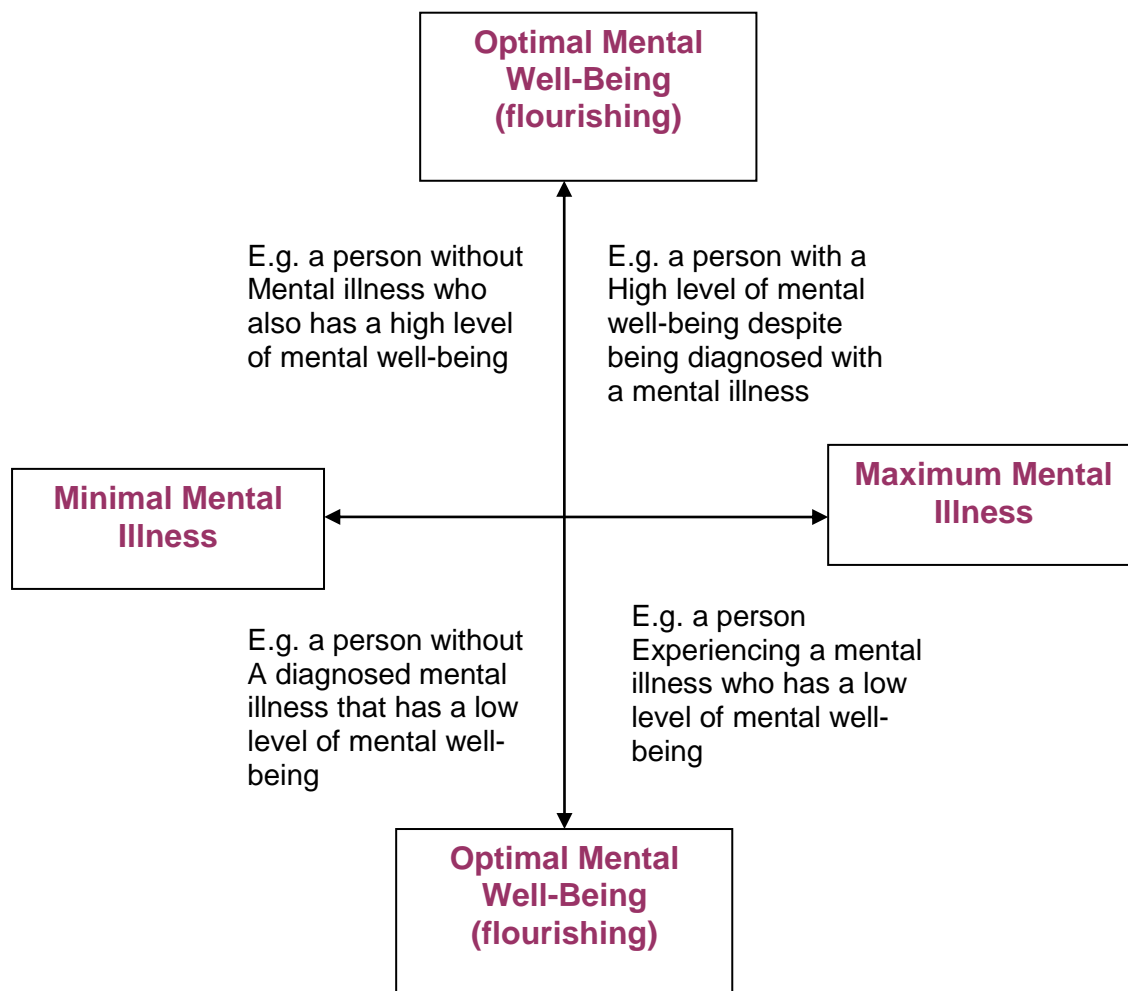 Optimal Mental
Well-Being
(flourishing)
E.g. a person without
Mental illness who
also has a high level
of mental well-being
E.g. a person with a
High level of mental
well-being despite
being diagnosed with
a mental illness
Minimal Mental
Illness
Maximum Mental
Illness
E.g. a person without
A diagnosed mental
illness that has a low
level of mental well-
being
E.g. a person
Experiencing a mental
illness who has a low
level of mental well-
being
Optimal Mental
Well-Being
(flourishing)